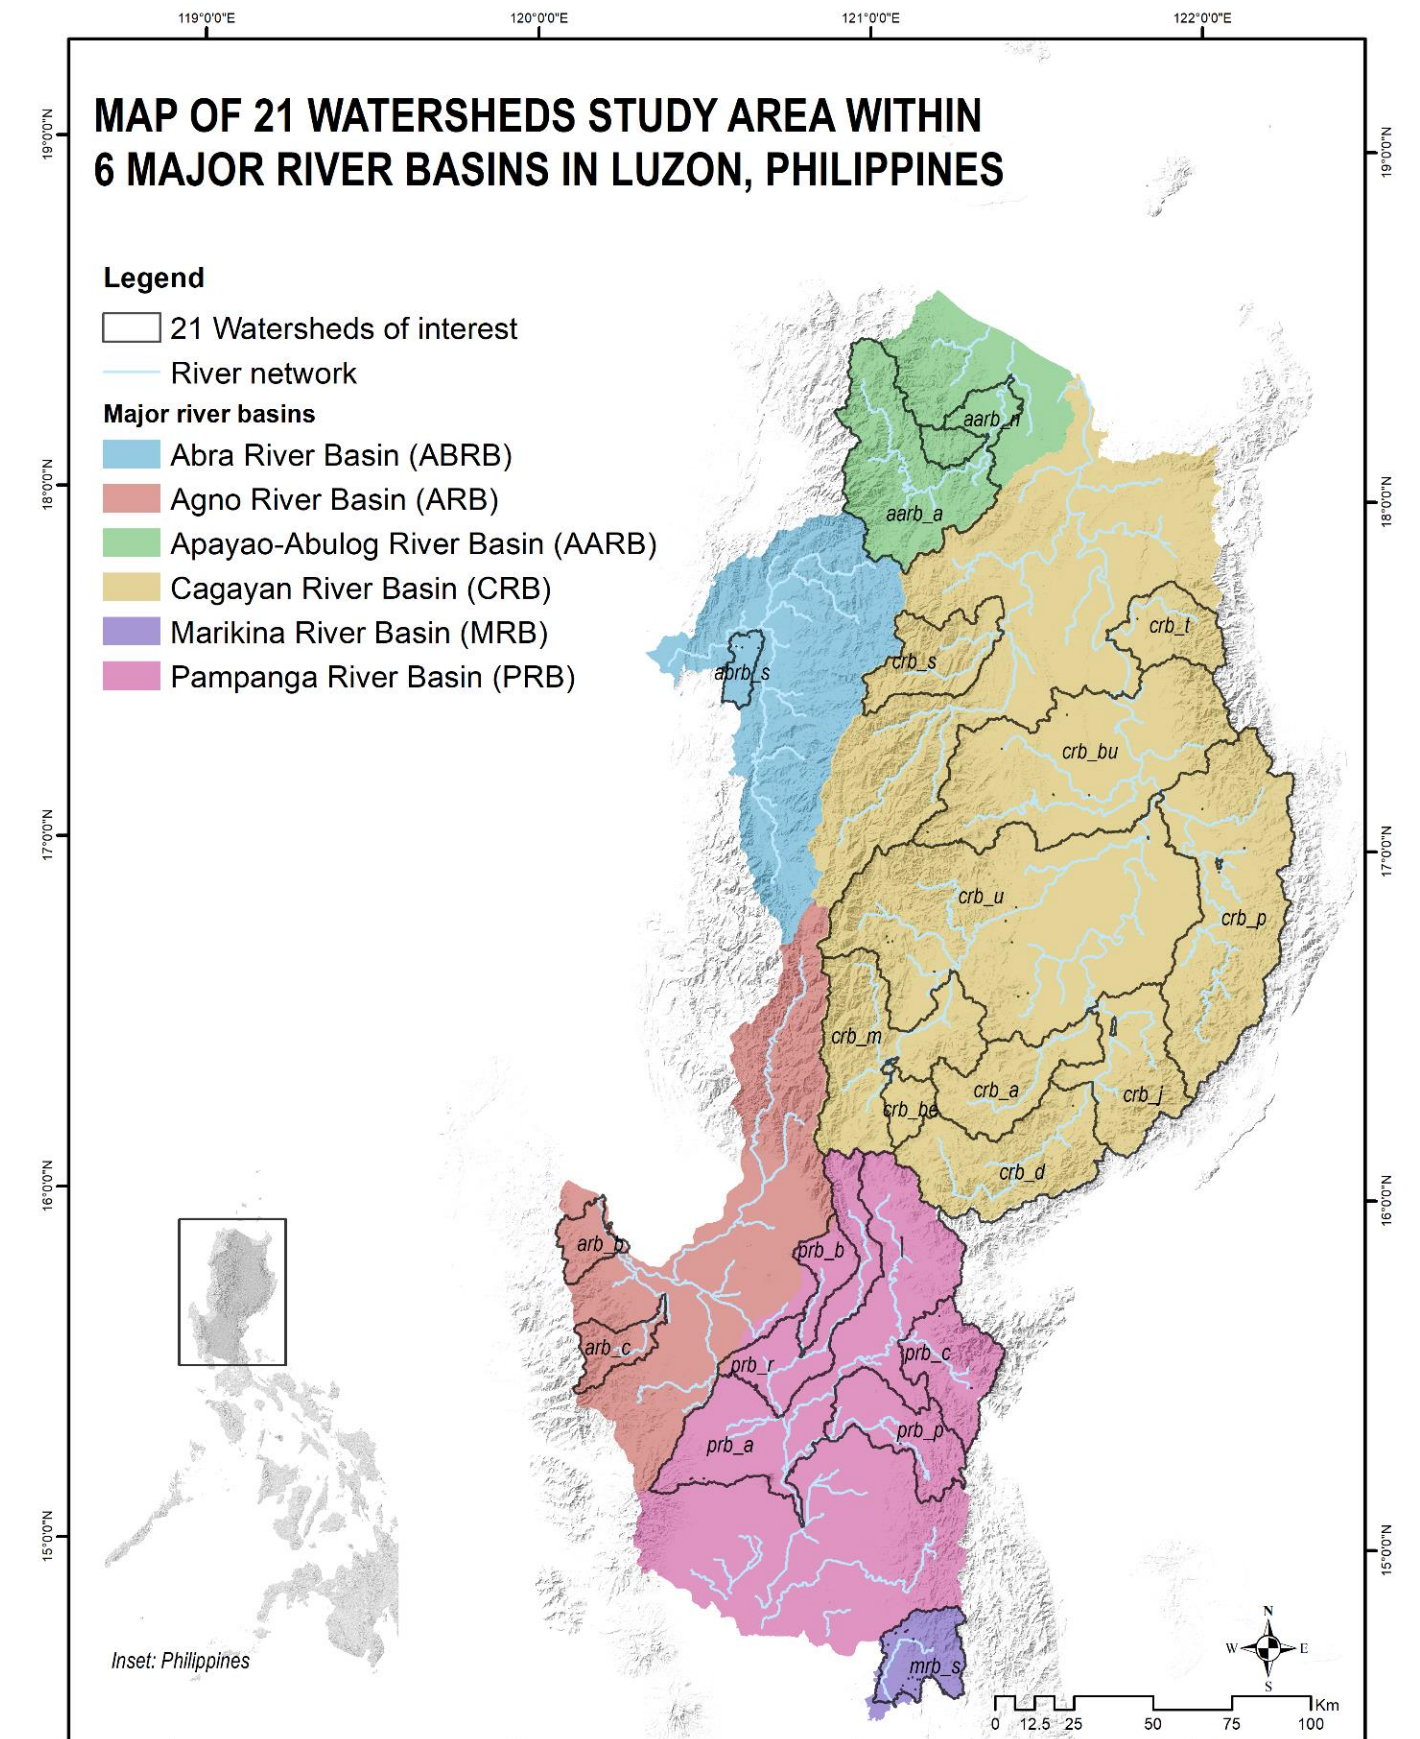 119°0'0"E 120°0'0"E 121°0'0"E 122°0'0"E
MAP OF 21 WATERSHEDS STUDY AREA WITHIN
6 MAJOR RIVER BASINS IN LUZON, PHILIPPINES
Legend
21 Watersheds of interest
River network
Major river basins
Abra River Basin (ABRB)
Agno River Basin (ARB)
Apayao-Abulog River Basin (AARB)
Cagayan River Basin (CRB)
Marikina River Basin (MRB)
Pampanga River Basin (PRB)
19°0'0"N
18°0'0"N
17°0'0"N
16°0'0"N
15°0'0"N
19°0'0"N
18°0'0"N
17°0'0"N
16°0'0"N
15°0'0"N
aarb_n
aarb_a
crb_t
crb_s
abrb_s
crb_bu
crb_u
crb_p
crb_m
crb_a
crb_j
crb_be
crb_d
arb_b
prb_b
arb_c
prb_r
prb_c
prb_p
prb_a
mrb_s
Inset: Philippines
N
W E
S
Km
0 12.5 25 50 75 100